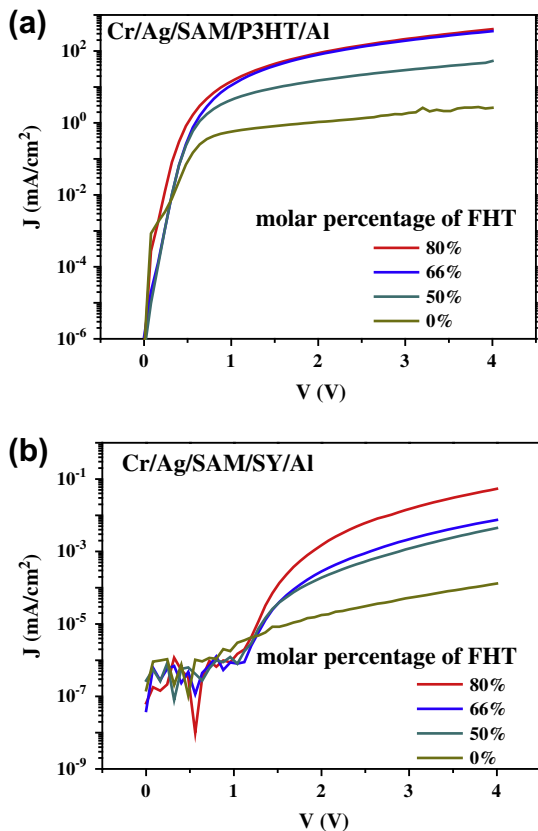 (a)
Cr/Ag/SAM/P3HT/Al
10^2
10^0
10^-2
10^-4
10^-6
J (mA/cm^2)
molar percentage of FHT
80%
66%
50%
0%
0 1 2 3 4
V (V)
(b)
Cr/Ag/SAM/SY/Al
10^-1
10^-3
10^-5
10^-7
10^-9
J (mA/cm^2)
molar percentage of FHT
80%
66%
50%
0%
0 1 2 3 4
V (V)